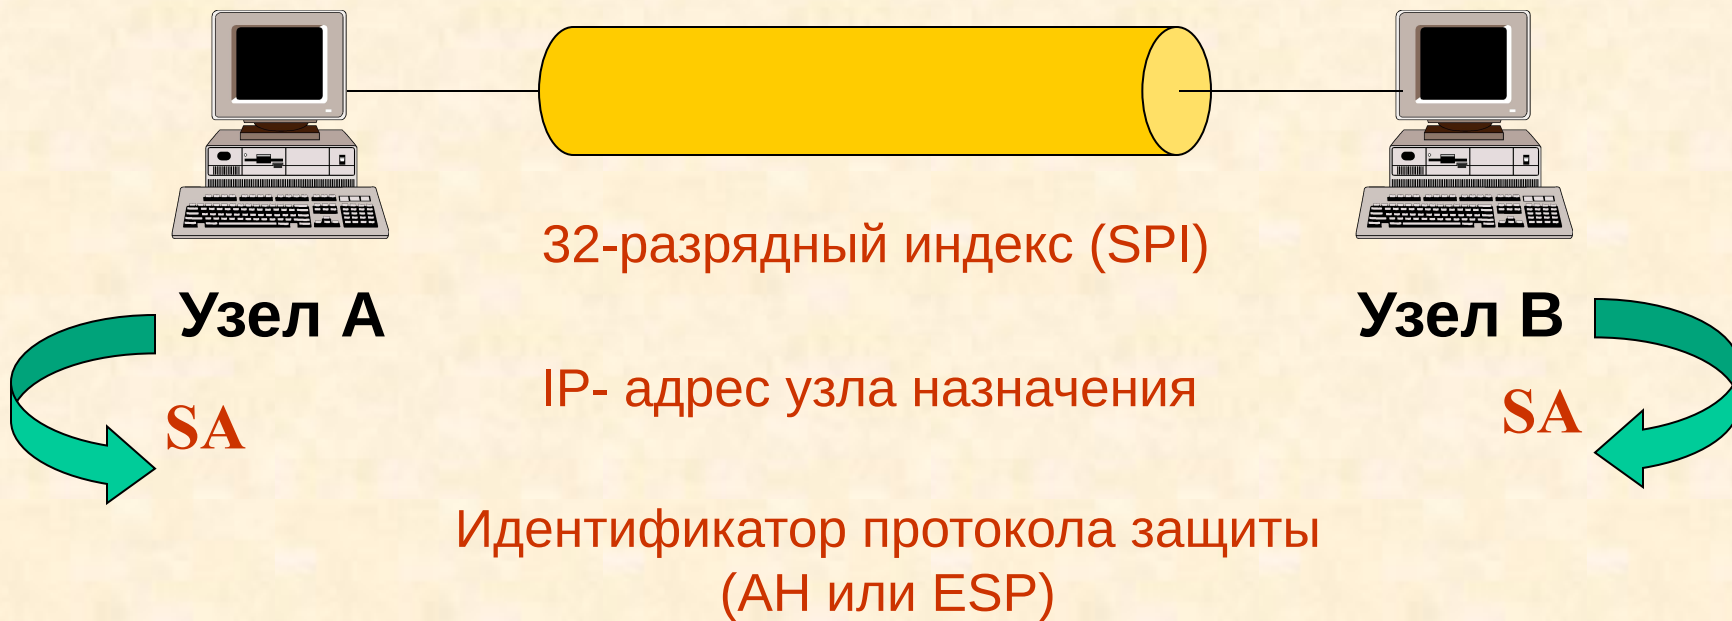 32-разрядный индекс (SPI)
Узел A
Узел B
IP- адрес узла назначения
SA
SA
Идентификатор протокола защиты
(AH или ESP)